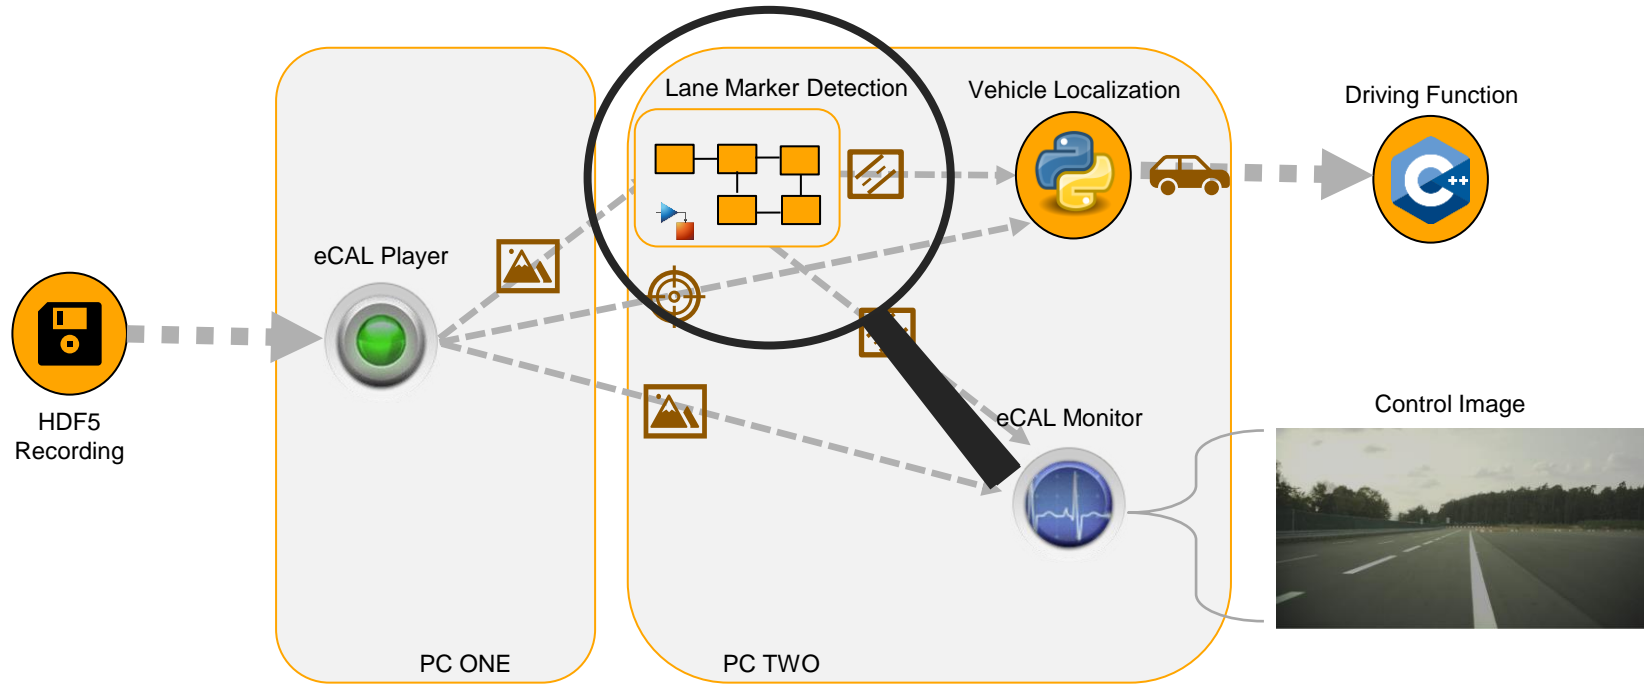 Lane Marker Detection
Vehicle Localization
Driving Function
eCAL Player
HDF5
Recording
eCAL Monitor
Control Image
PC ONE
PC TWO
C++